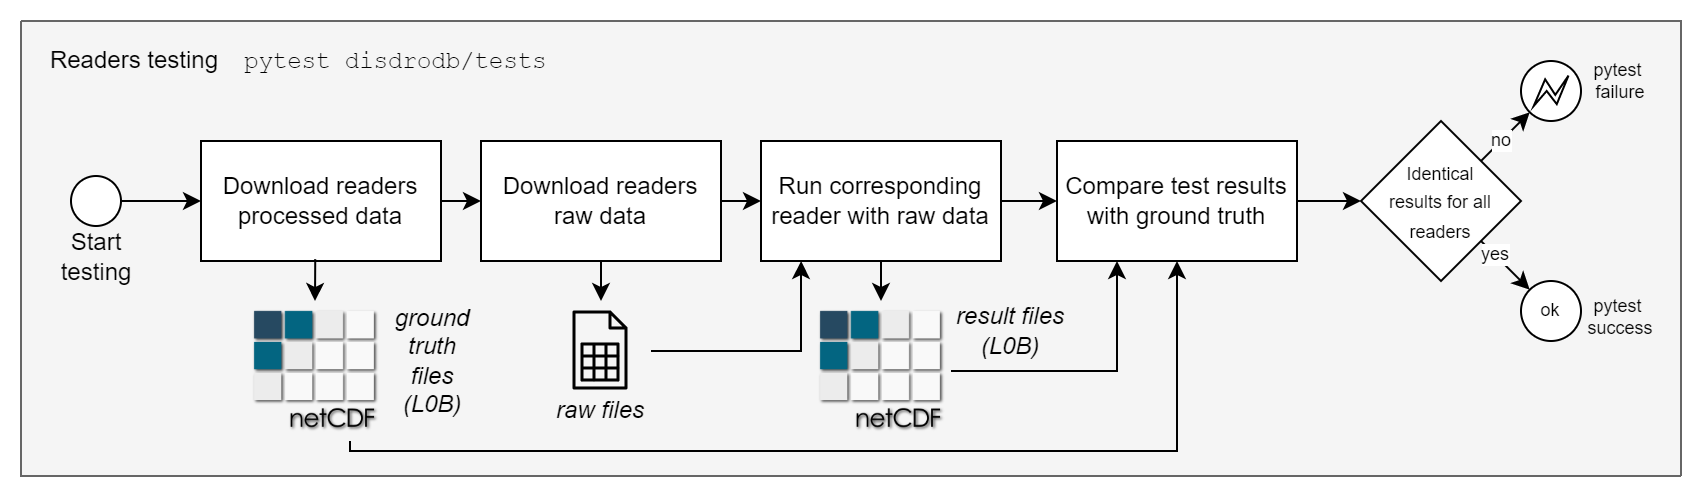 Readers testing pytest disdrodb/tests
Start
testing
Download readers
processed data
Download readers
raw data
Run corresponding
reader with raw data
Compare test results
with ground truth
Identical
results for all
readers
no
yes
pytest
failure
ok
pytest
success
netCDF
ground
truth
files
(L0B)
raw files
netCDF
result files
(L0B)